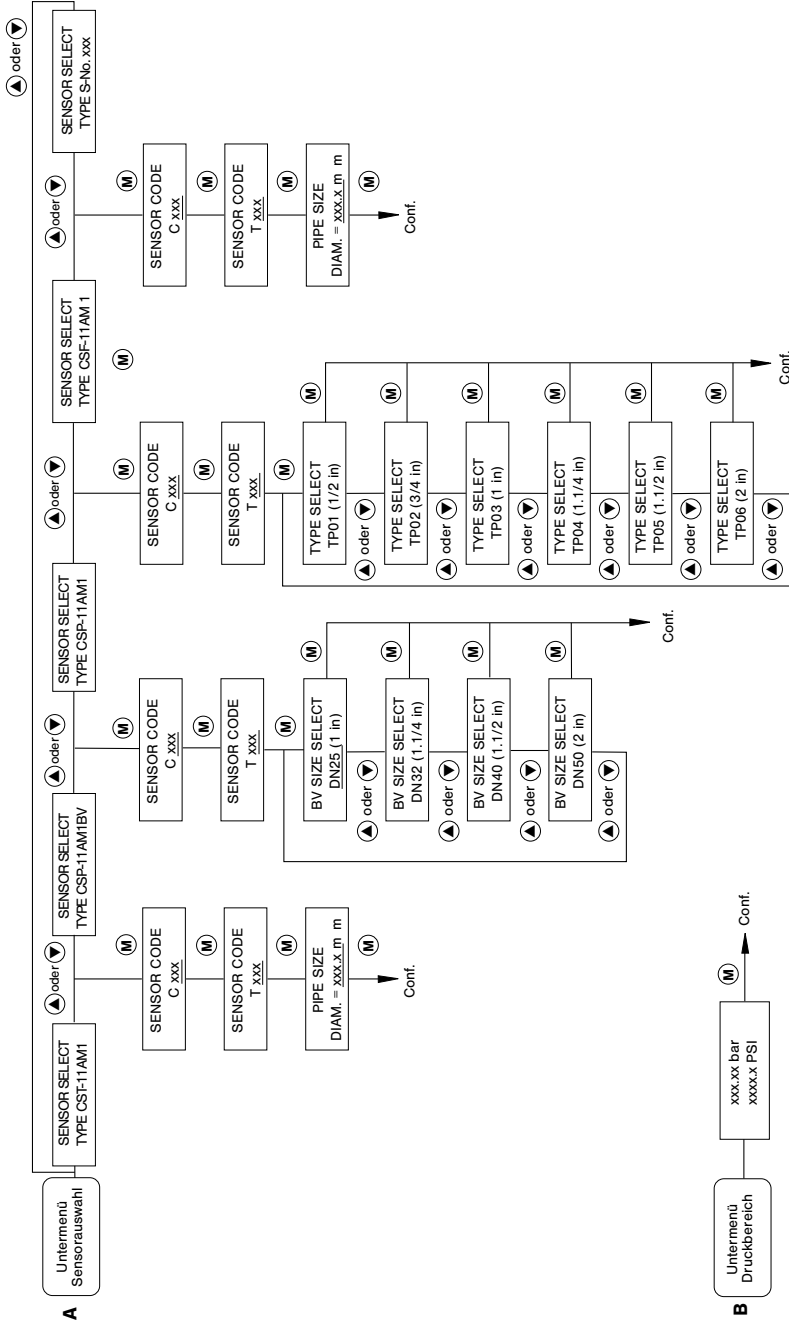 ▲ oder ▼
A
Untermenü
Sensorauswahl
SENSOR SELECT
TYPE CST-11AM1
▲ oder ▼
SENSOR SELECT
TYPE CSP-11AM1BV
▲ oder ▼
SENSOR SELECT
TYPE CSP-11AM1
▲ oder ▼
SENSOR SELECT
TYPE CSF-11AM 1
▲ oder ▼
SENSOR SELECT
TYPE S-No. xxx
M
SENSOR CODE
C xxx
M
SENSOR CODE
T xxx
M
PIPE SIZE
DIAM. = xxx.x m m
M
Conf.
M
SENSOR CODE
C xxx
M
SENSOR CODE
T xxx
M
BV SIZE SELECT
DN25 (1 in)
M
▲ oder ▼
BV SIZE SELECT
DN32 (1.1/4 in)
M
▲ oder ▼
BV SIZE SELECT
DN40 (1.1/2 in)
M
▲ oder ▼
BV SIZE SELECT
DN50 (2 in)
M
▲ oder ▼
Conf.
M
SENSOR CODE
C xxx
M
SENSOR CODE
T xxx
M
TYPE SELECT
TP01 (1/2 in)
M
▲ oder ▼
TYPE SELECT
TP02 (3/4 in)
M
▲ oder ▼
TYPE SELECT
TP03 (1 in)
M
▲ oder ▼
TYPE SELECT
TP04 (1.1/4 in)
M
▲ oder ▼
TYPE SELECT
TP05 (1.1/2 in)
M
▲ oder ▼
TYPE SELECT
TP06 (2 in)
M
▲ oder ▼
Conf.
M
M
SENSOR CODE
C xxx
M
SENSOR CODE
T xxx
M
PIPE SIZE
DIAM. = xxx.x m m
M
Conf.
B
Untermenü
Druckbereich
xxx.xx bar
xxxx.x PSI
M
Conf.